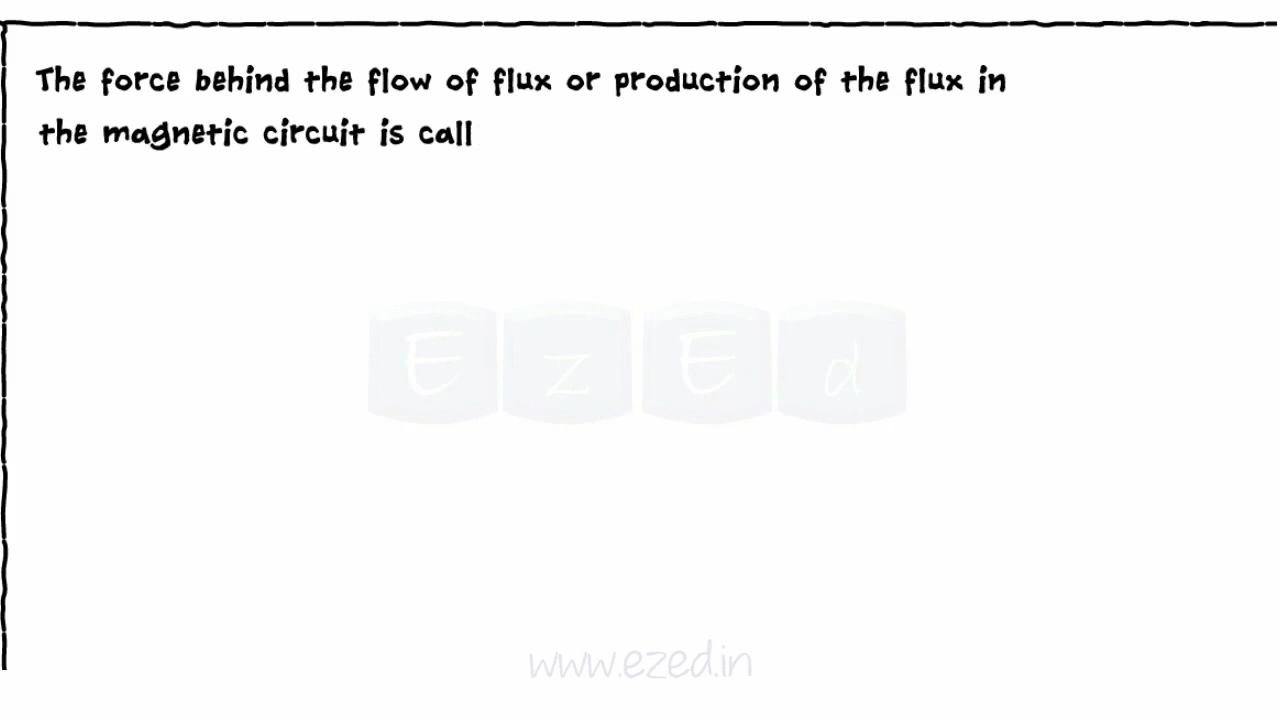 The force behind the flow of flux or production of the flux in
the magnetic circuit is call
EzEd
www.ezed.in